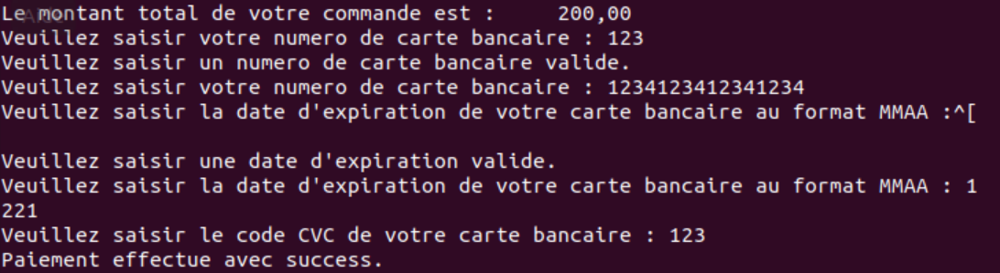 Le montant total de votre commande est :      200,00
Veuillez saisir votre numero de carte bancaire : 123
Veuillez saisir un numero de carte bancaire valide.
Veuillez saisir votre numero de carte bancaire : 1234123412341234
Veuillez saisir la date d'expiration de votre carte bancaire au format MMAA :^[
Veuillez saisir une date d'expiration valide.
Veuillez saisir la date d'expiration de votre carte bancaire au format MMAA : 1
221
Veuillez saisir le code CVC de votre carte bancaire : 123
Paiement effectue avec success.